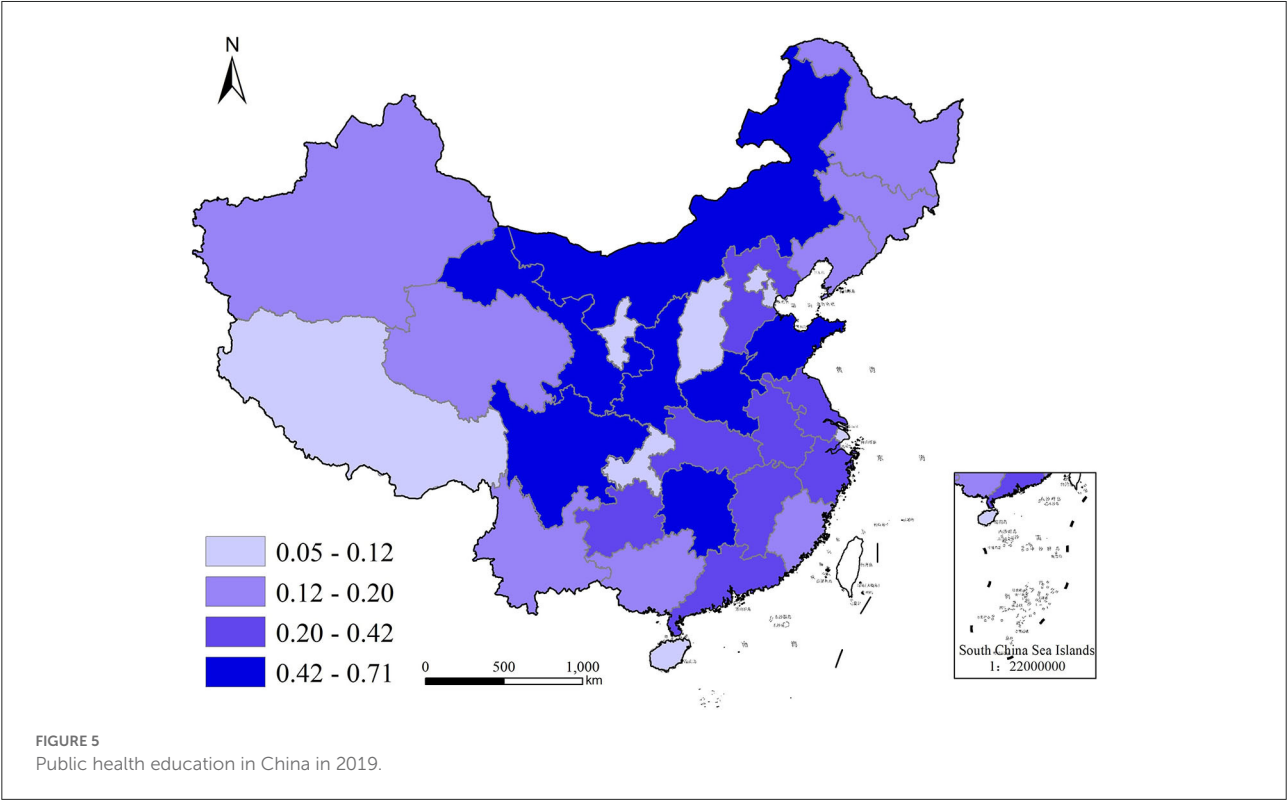 N
0.05 - 0.12
0.12 - 0.20
0.20 - 0.42
0.42 - 0.71
0 500 1,000
km
South China Sea Islands
1: 22000000
FIGURE 5
Public health education in China in 2019.